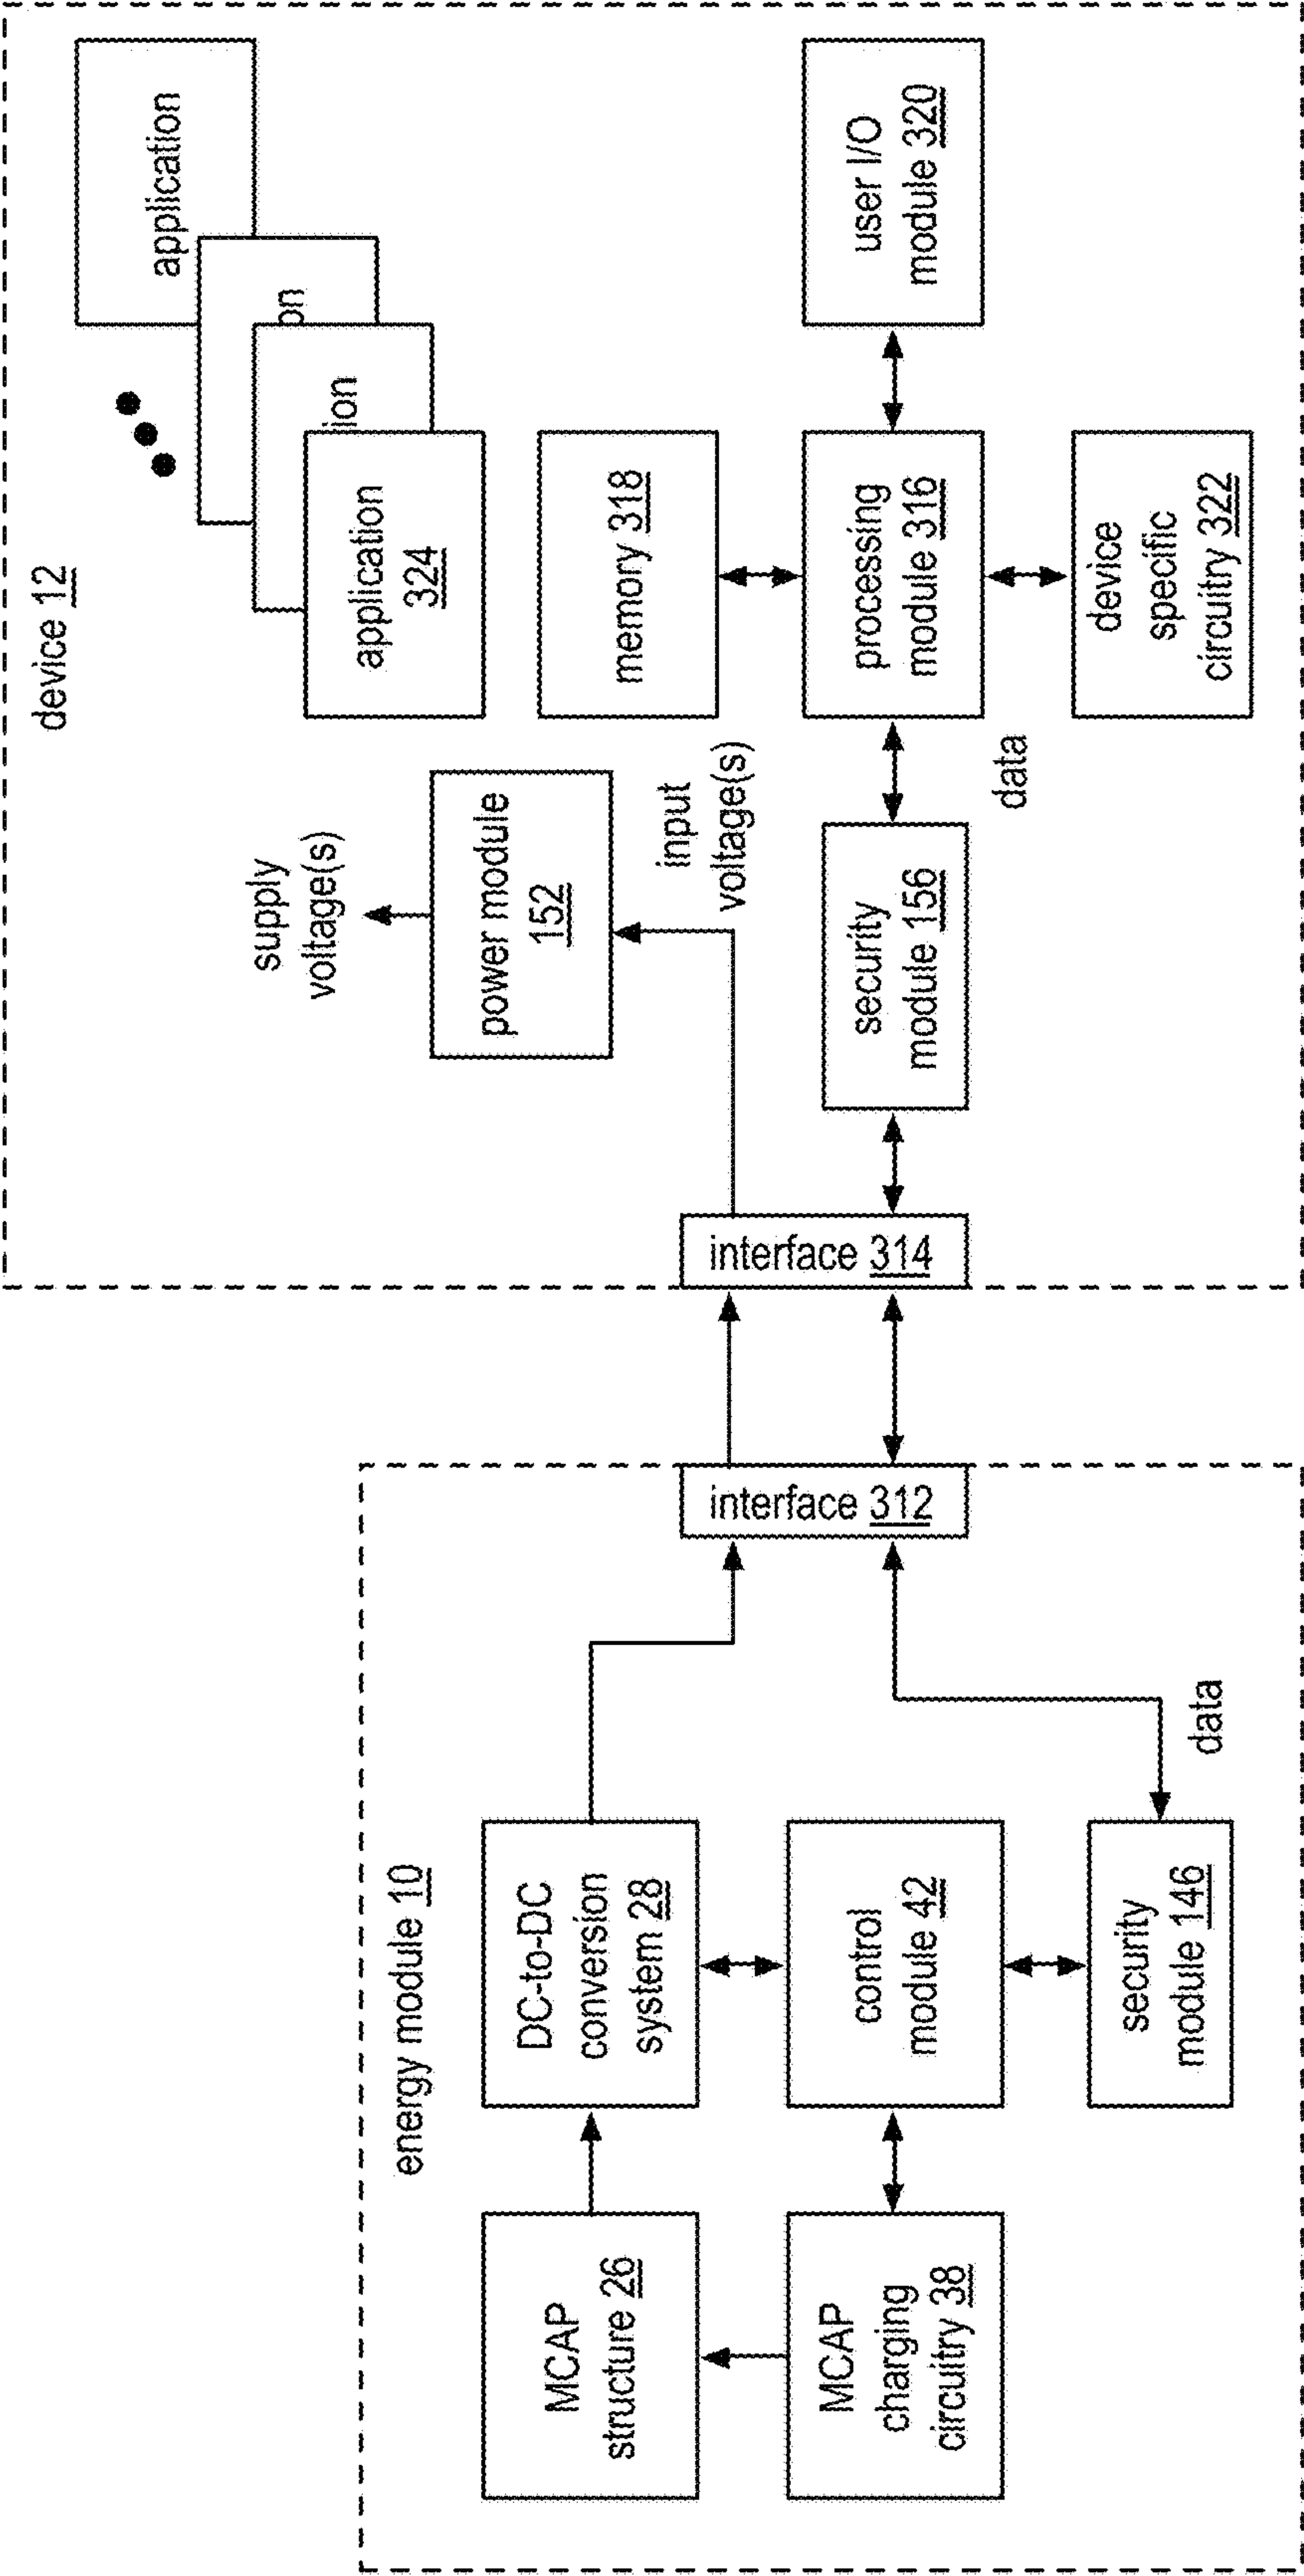 energy module 10
MCAP
structure 26
DC-to-DC
conversion
system 28
MCAP
charging
circuitry 38
control
module 42
security
module 146
data
interface 312
device 12
interface 314
supply
voltage(s)
power module
152
input
voltage(s)
security
module 156
data
application
324
ion
on
application
memory 318
processing
module 316
device
specific
circuitry 322
user I/O
module 320